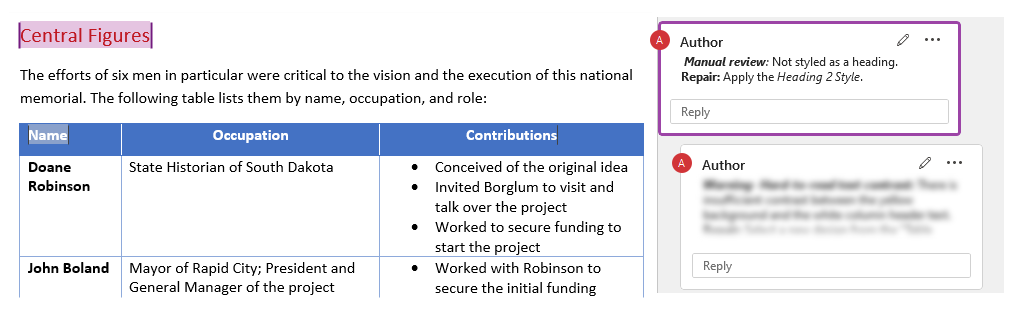 Central Figures
The efforts of six men in particular were critical to the vision and the execution of this national
memorial. The following table lists them by name, occupation, and role:
Name Occupation Contributions
Doane Robinson
State Historian of South Dakota
• Conceived of the original idea
• Invited Borglum to visit and
talk over the project
• Worked to secure funding to
start the project
John Boland
Mayor of Rapid City; President and
General Manager of the project
• Worked with Robinson to
secure the initial funding
A Author
Manual review: Not styled as a heading.
Repair: Apply the Heading 2 Style.
Reply
A Author
Reply